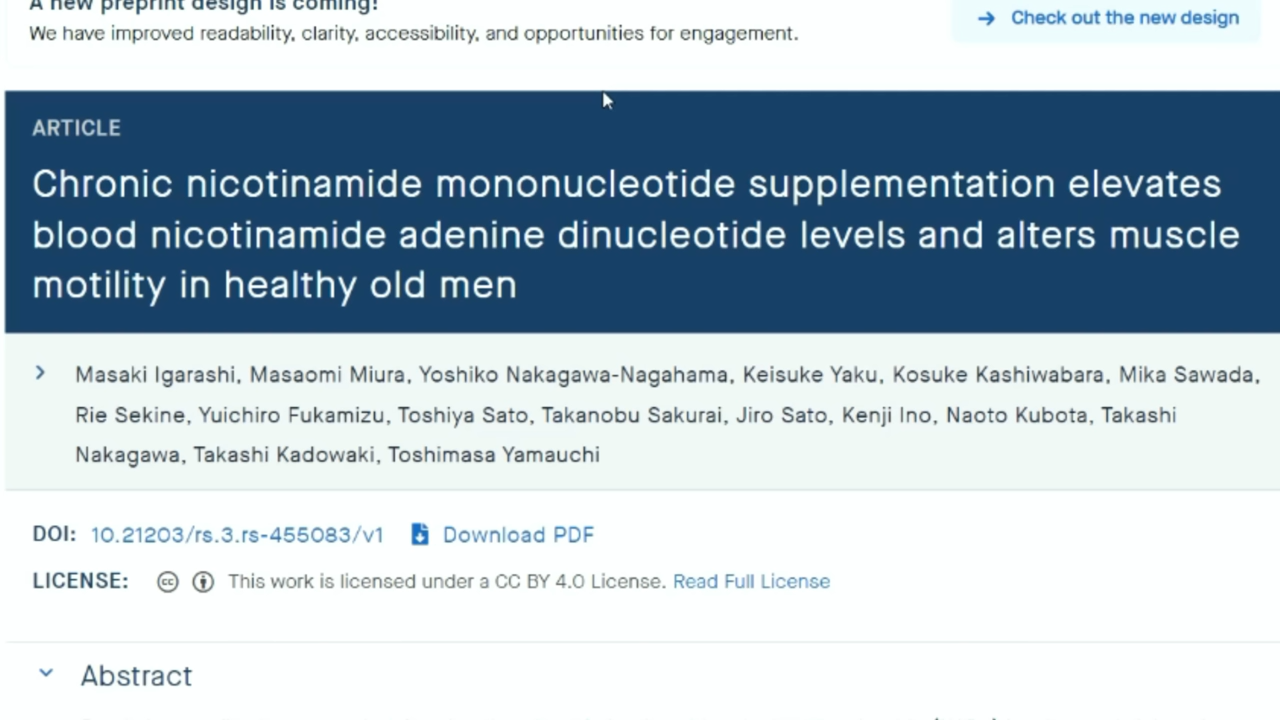 A new preprint design is coming!
We have improved readability, clarity, accessibility, and opportunities for engagement.
Check out the new design
ARTICLE
Chronic nicotinamide mononucleotide supplementation elevates
blood nicotinamide adenine dinucleotide levels and alters muscle
motility in healthy old men
Masaki Igarashi, Masaomi Miura, Yoshiko Nakagawa-Nagahama, Keisuke Yaku, Kosuke Kashiwabara, Mika Sawada,
Rie Sekine, Yuichiro Fukamizu, Toshiya Sato, Takanobu Sakurai, Jiro Sato, Kenji Ino, Naoto Kubota, Takashi
Nakagawa, Takashi Kadowaki, Toshimasa Yamauchi
DOI: 10.21203/rs.3.rs-455083/v1 Download PDF
LICENSE: This work is licensed under a CC BY 4.0 License. Read Full License
Abstract